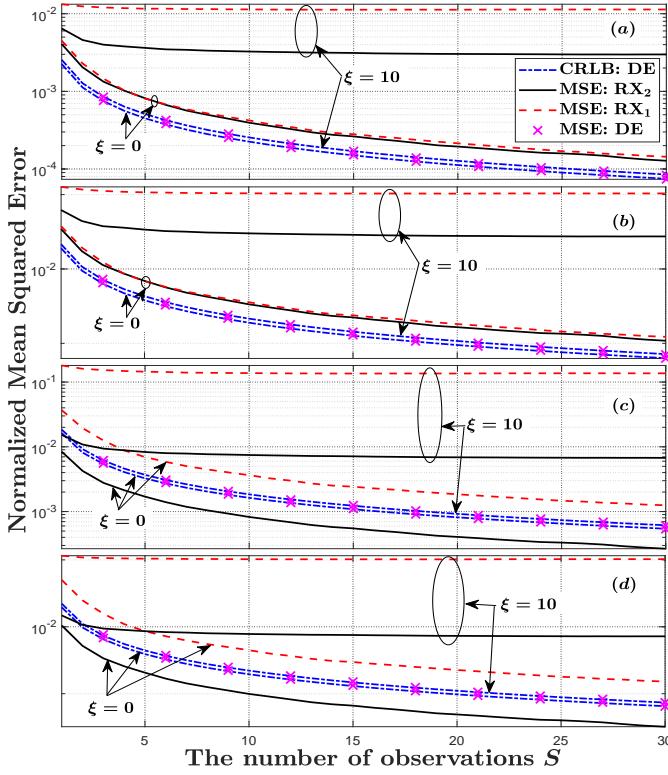 10^-2
(a)
ξ = 10
CRLB: DE
MSE: RX_2
MSE: RX_1
MSE: DE
10^-3
ξ = 0
10^-4
(b)
10^-2
ξ = 10
ξ = 0
10^-1
(c)
ξ = 10
10^-2
10^-3
ξ = 0
(d)
ξ = 10
10^-2
ξ = 0
5 10 15 20 25 30
The number of observations S
Normalized Mean Squared Error